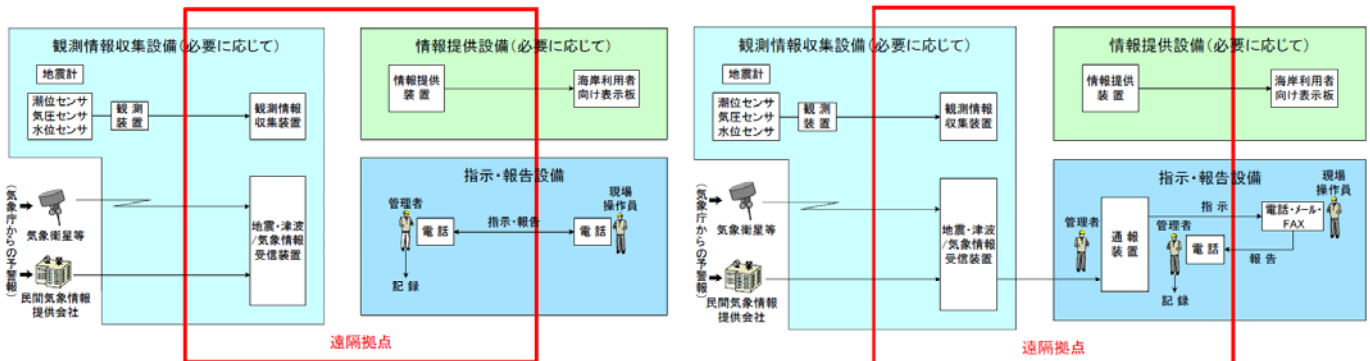 観測情報収集設備(必要に応じて)
地震計
潮位センサ
気圧センサ
水位センサ
観 測
装 置
観測情報
収集装置
(気象庁からの予警報)
気象衛星等
民間気象情報
提供会社
地震・津波
/気象情報
受信装置
情報提供設備(必要に応じて)
情報提供
装 置
海岸利用者
向け表示板
指示・報告設備
管理者
電 話
指示・報告
電 話
現場
操作員
記 録
遠隔拠点
観測情報収集設備(必要に応じて)
地震計
潮位センサ
気圧センサ
水位センサ
観 測
装 置
観測情報
収集装置
(気象庁からの予警報)
気象衛星等
民間気象情報
提供会社
地震・津波
/気象情報
受信装置
情報提供設備(必要に応じて)
情報提供
装 置
海岸利用者
向け表示板
指示・報告設備
管理者
通 報
装 置
指 示
電話・メール・
FAX
現場
操作員
管理者
電 話
報 告
記 録
遠隔拠点